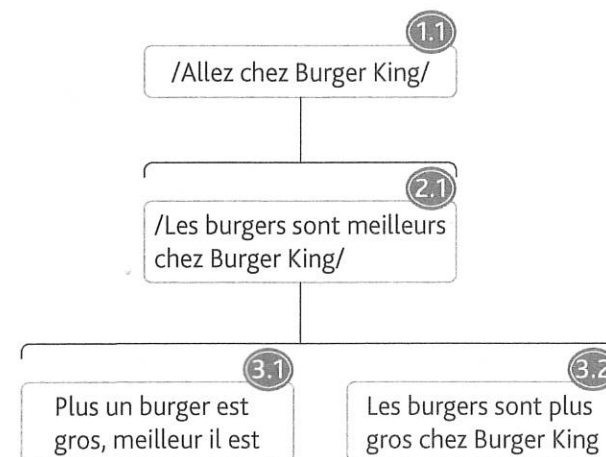 1.1
/Allez chez Burger King/
2.1
/Les burgers sont meilleurs
chez Burger King/
3.1
3.2
Plus un burger est
gros, meilleur il est
Les burgers sont plus
gros chez Burger King